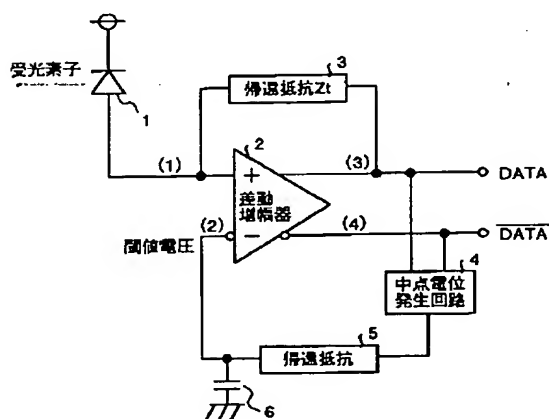 受光素子
1
3
帰還抵抗Zt
(1)
2
(3)
DATA
+
差動
増幅器
(2)
−
(4)
DATA
閾値電圧
4
中点電位
発生回路
5
帰還抵抗
6